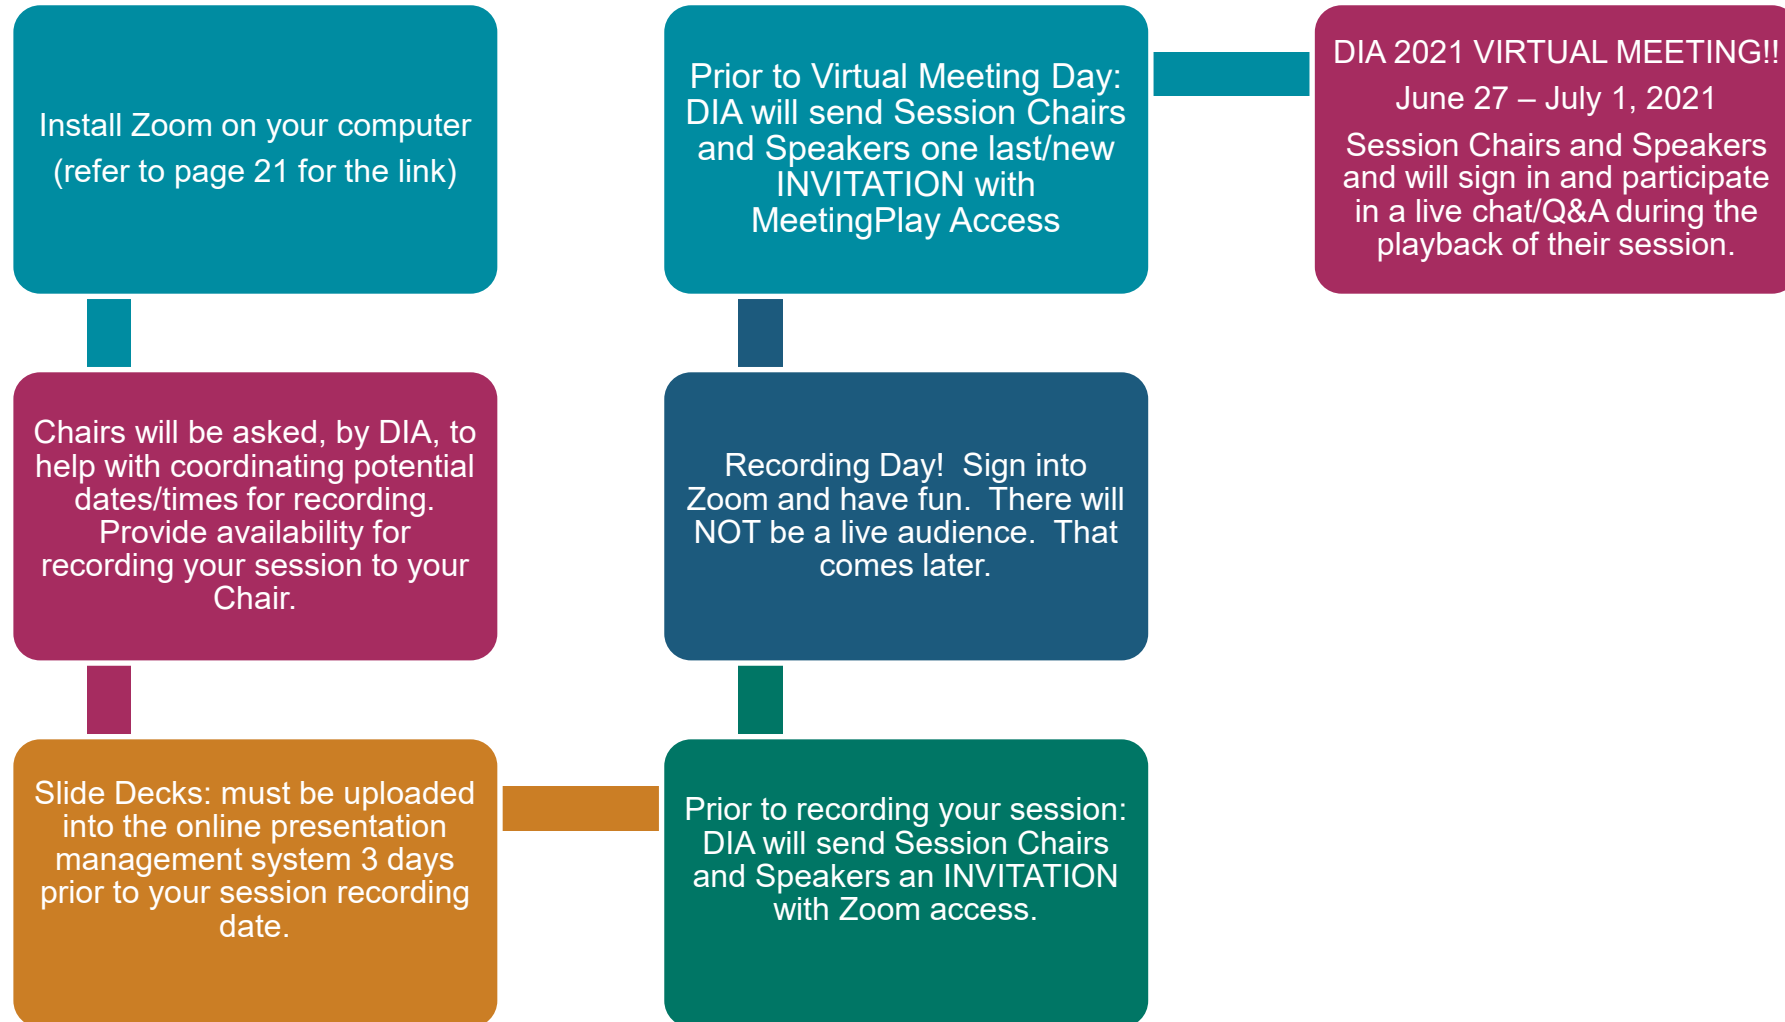 Install Zoom on your computer
(refer to page 21 for the link)
Chairs will be asked, by DIA, to
help with coordinating potential
dates/times for recording.
Provide availability for
recording your session to your
Chair.
Slide Decks: must be uploaded
into the online presentation
management system 3 days
prior to your session recording
date.
Prior to recording your session:
DIA will send Session Chairs
and Speakers an INVITATION
with Zoom access.
Recording Day!  Sign into
Zoom and have fun.  There will
NOT be a live audience.  That
comes later.
Prior to Virtual Meeting Day:
DIA will send Session Chairs
and Speakers one last/new
INVITATION with
MeetingPlay Access
DIA 2021 VIRTUAL MEETING!!
June 27 – July 1, 2021
Session Chairs and Speakers
and will sign in and participate
in a live chat/Q&A during the
playback of their session.